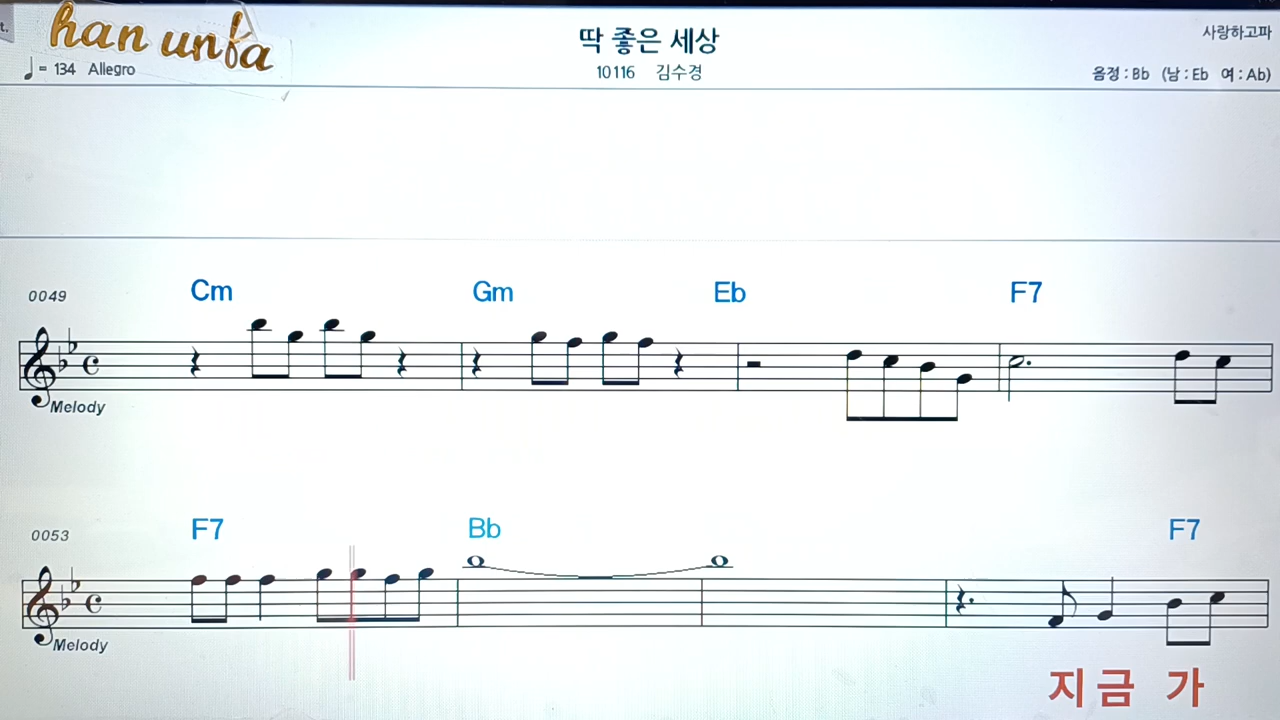 t.
han unfa
♩= 134 Allegro
딱 좋은 세상
10116 김수경
사랑하고파
음정 : Bb (남 : Eb 여 : Ab)
0049 Cm Gm Eb F7
Melody
0053 F7 Bb F7
Melody
지 금 가